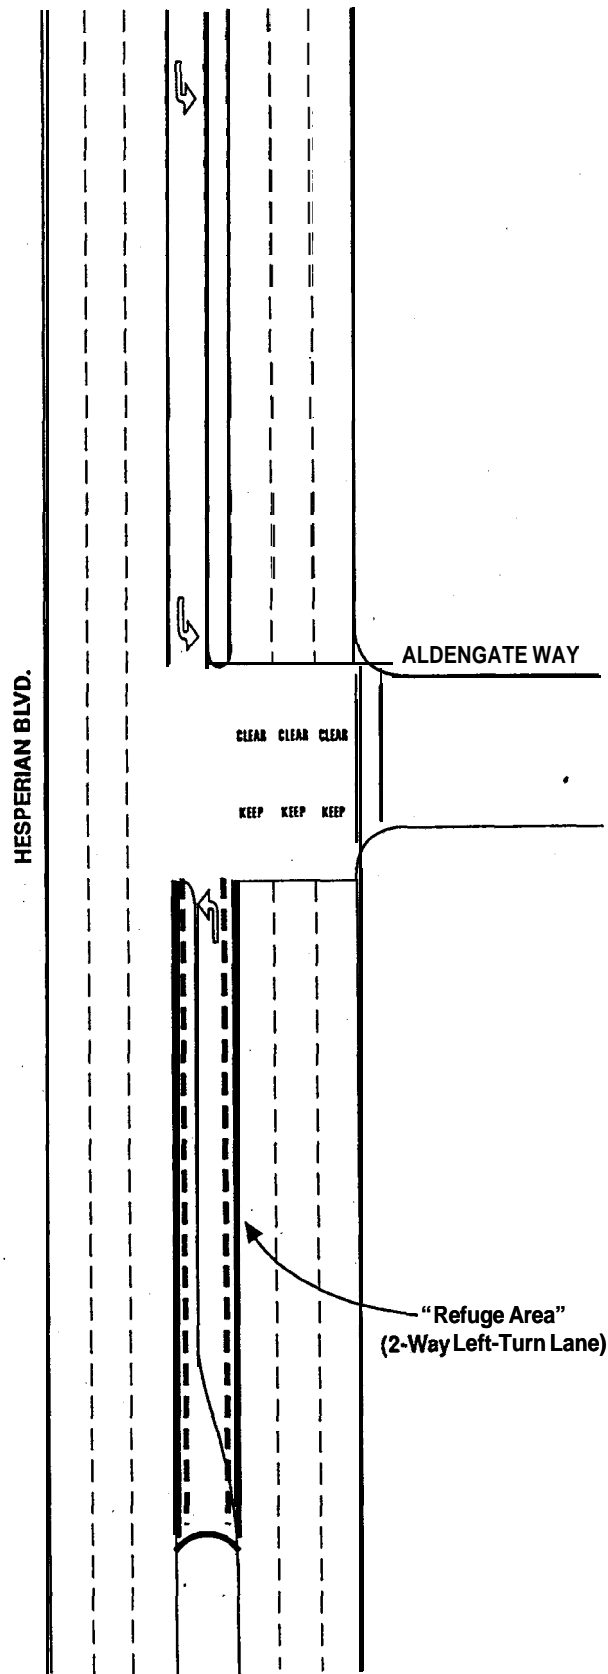 ALDENGATE WAY
HESPERIAN BLVD.
CLEAR CLEAR CLEAR
KEEP KEEP KEEP
“Refuge Area”
(2-Way Left-Turn Lane)